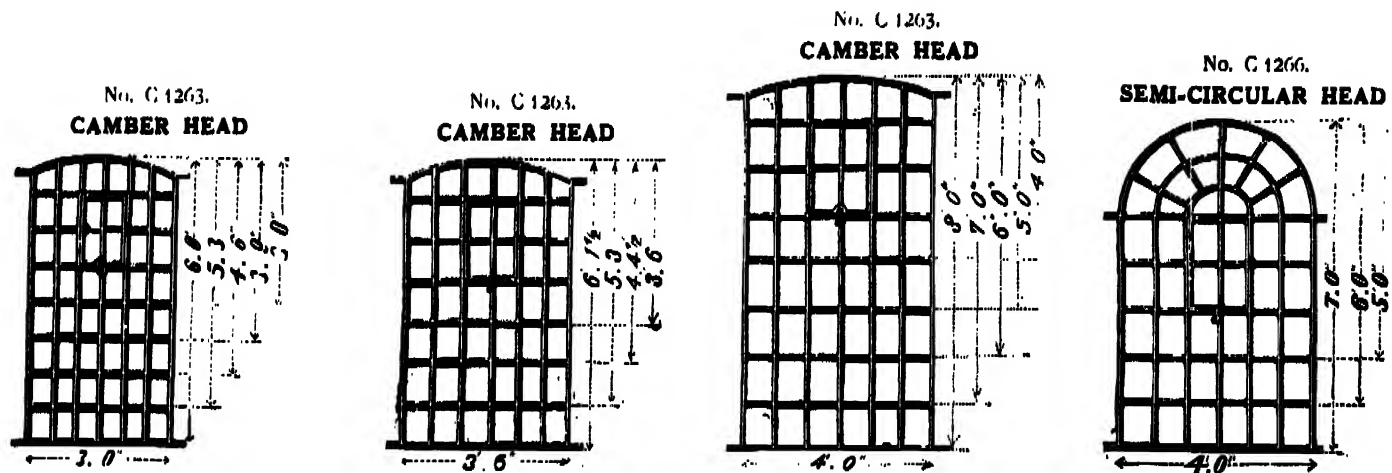 No. C 1263.
CAMBER HEAD
6.0"
5.3
4.6"
3.9"
3.0"
3.0"
No. C 1263.
CAMBER HEAD
6.1½
5.3
4.4½
3.6
3'.6"
No. C 1263.
CAMBER HEAD
8'.0"
7'.0"
6'.0"
5'.0"
4'.0"
4'.0"
No. C 1266.
SEMI-CIRCULAR HEAD
7'.0"
6'.0"
5'.0"
4'.0"